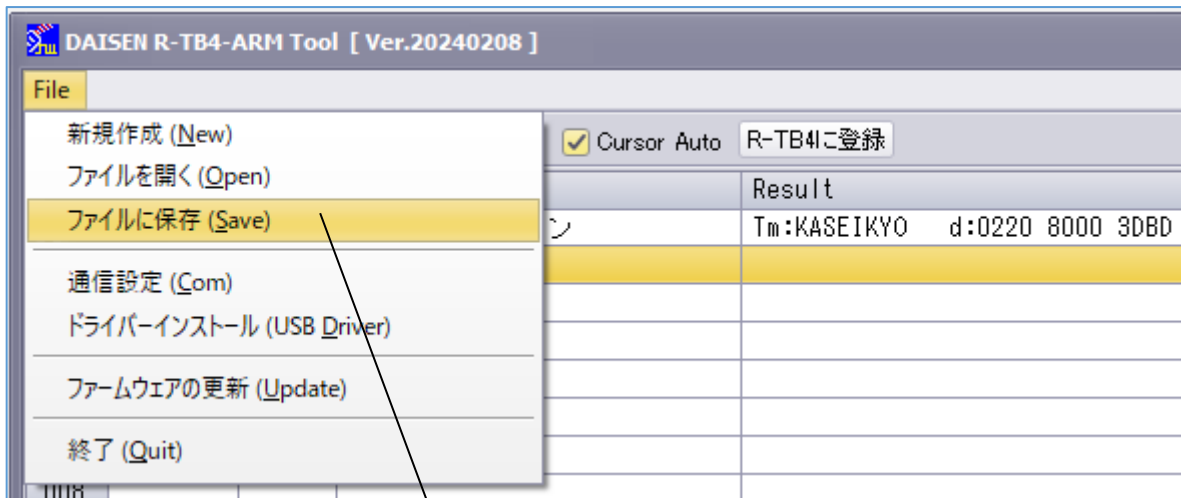 DAISEN R-TB4-ARM Tool [ Ver.20240208 ]
File
新規作成 (New)
ファイルを開く (Open)
ファイルに保存 (Save)
通信設定 (Com)
ドライバーインストール (USB Driver)
ファームウェアの更新 (Update)
終了 (Quit)
Cursor Auto R-TB4に登録
Result
ン Tm:KASEIKYO d:0220 8000 3DBD
008